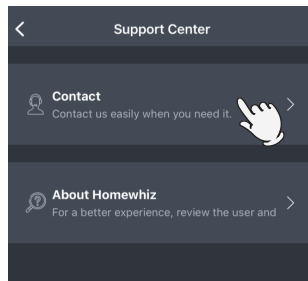 Support Center
Contact
Contact us easily when you need it.
About Homewhiz
For a better experience, review the user and